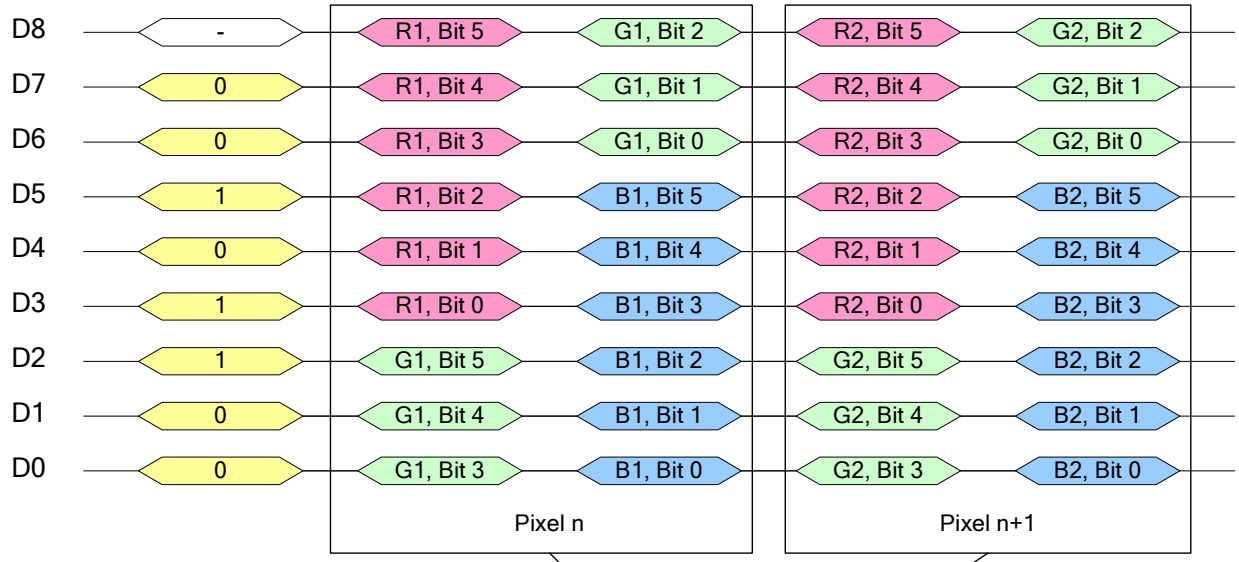 D8 - R1, Bit 5 G1, Bit 2 R2, Bit 5 G2, Bit 2
D7 0 R1, Bit 4 G1, Bit 1 R2, Bit 4 G2, Bit 1
D6 0 R1, Bit 3 G1, Bit 0 R2, Bit 3 G2, Bit 0
D5 1 R1, Bit 2 B1, Bit 5 R2, Bit 2 B2, Bit 5
D4 0 R1, Bit 1 B1, Bit 4 R2, Bit 1 B2, Bit 4
D3 1 R1, Bit 0 B1, Bit 3 R2, Bit 0 B2, Bit 3
D2 1 G1, Bit 5 B1, Bit 2 G2, Bit 5 B2, Bit 2
D1 0 G1, Bit 4 B1, Bit 1 G2, Bit 4 B2, Bit 1
D0 0 G1, Bit 3 B1, Bit 0 G2, Bit 3 B2, Bit 0
Pixel n Pixel n+1